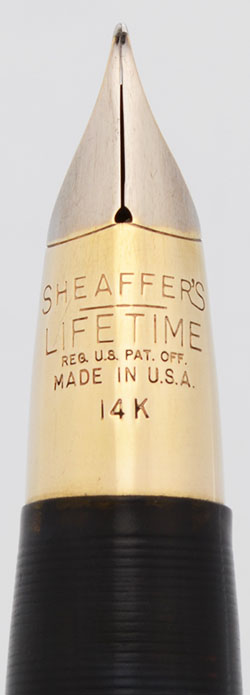 SHEAFFER'S
LIFETIME
REG. U.S. PAT. OFF.
MADE IN U.S.A.
14K